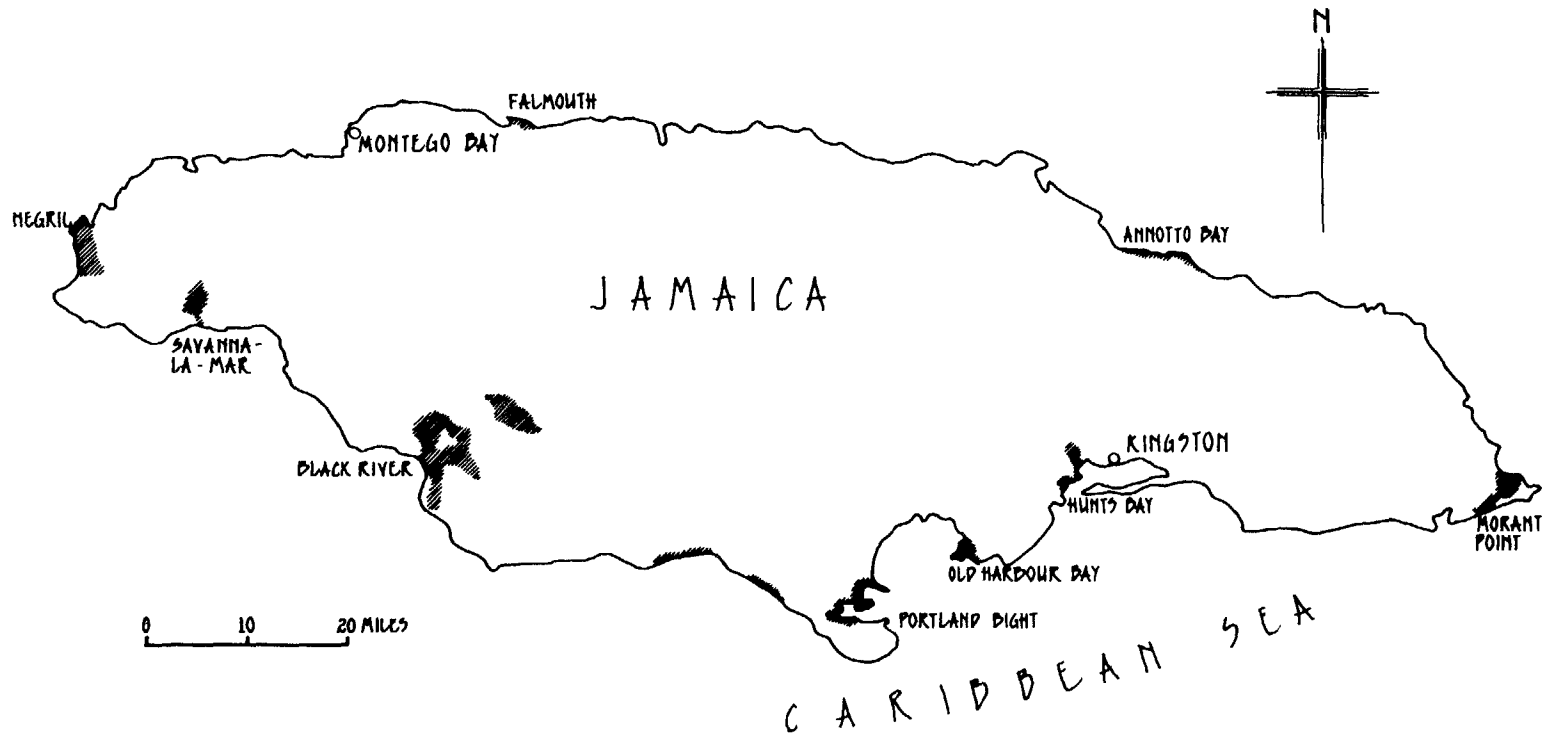 N
FALMOUTH
MONTEGO BAY
NEGRIL
ANNOTTO BAY
JAMAICA
SAVANNA-
LA-MAR
KINGSTON
BLACK RIVER
HUNTS BAY
MORANT
POINT
OLD HARBOUR BAY
PORTLAND BIGHT
0 10 20 MILES
CARIBBEAN SEA